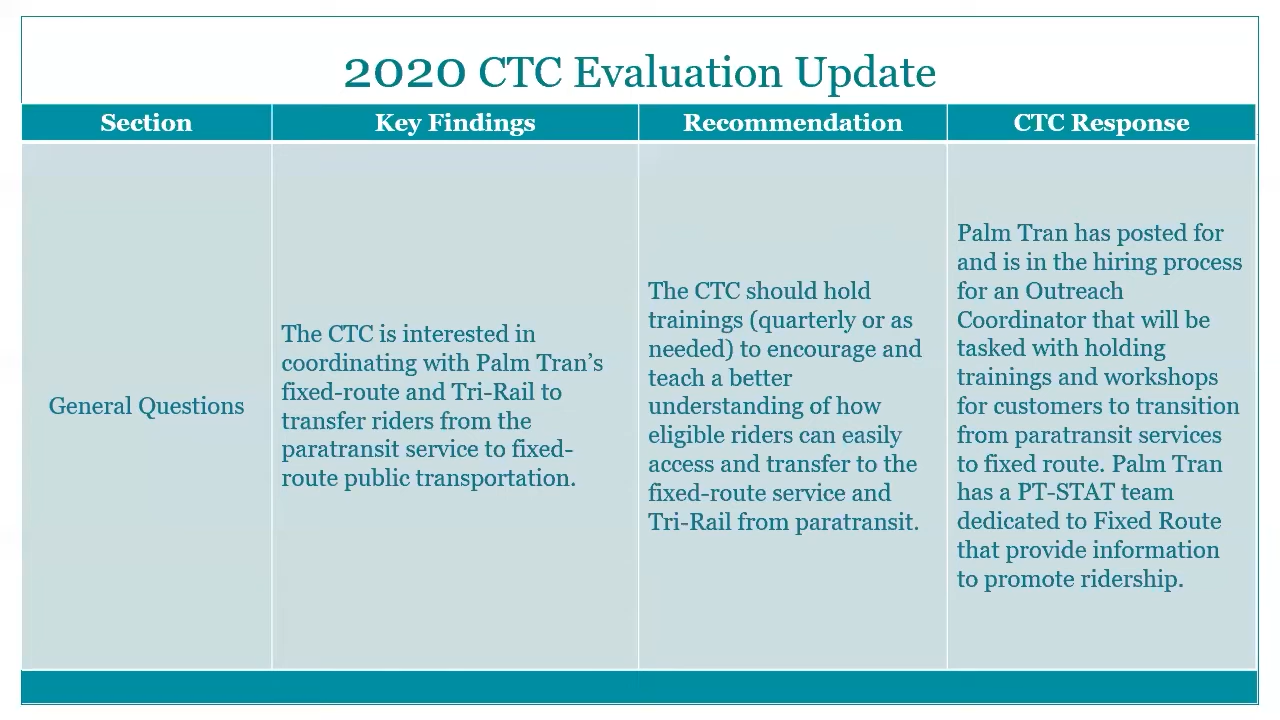 2020 CTC Evaluation Update
Section
Key Findings
Recommendation
CTC Response
General Questions
The CTC is interested in
coordinating with Palm Tran’s
fixed-route and Tri-Rail to
transfer riders from the
paratransit service to fixed-
route public transportation.
The CTC should hold
trainings (quarterly or as
needed) to encourage and
teach a better
understanding of how
eligible riders can easily
access and transfer to the
fixed-route service and
Tri-Rail from paratransit.
Palm Tran has posted for
and is in the hiring process
for an Outreach
Coordinator that will be
tasked with holding
trainings and workshops
for customers to transition
from paratransit services
to fixed route. Palm Tran
has a PT-STAT team
dedicated to Fixed Route
that provide information
to promote ridership.